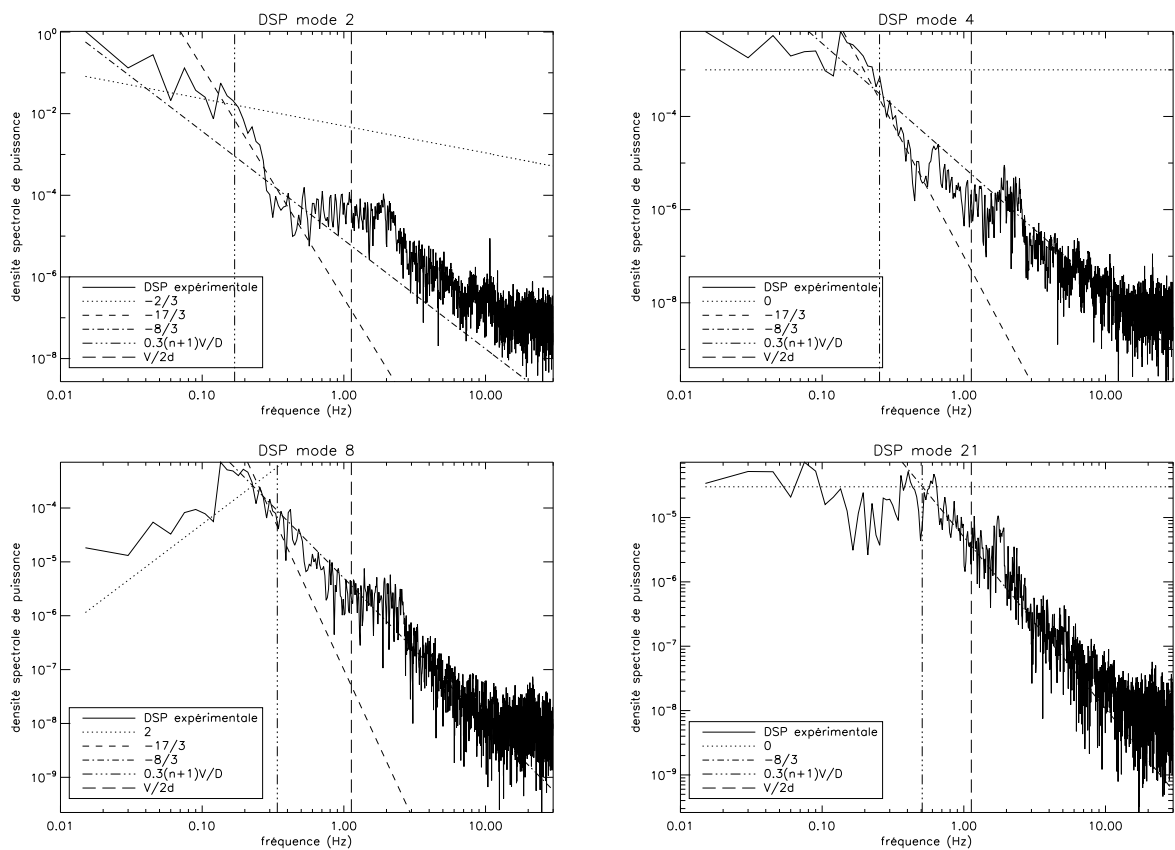 DSP mode 2
densité spectrale de puissance
10^0
10^-2
10^-4
10^-6
10^-8
DSP expérimentale
-2/3
-17/3
-8/3
0.3(n+1)V/D
V/2d
0.01
0.10
1.00
10.00
fréquence (Hz)
DSP mode 4
densité spectrale de puissance
10^-4
10^-6
10^-8
DSP expérimentale
0
-17/3
-8/3
0.3(n+1)V/D
V/2d
0.01
0.10
1.00
10.00
fréquence (Hz)
DSP mode 8
densité spectrale de puissance
10^-4
10^-5
10^-6
10^-7
10^-8
10^-9
DSP expérimentale
2
-17/3
-8/3
0.3(n+1)V/D
V/2d
0.01
0.10
1.00
10.00
fréquence (Hz)
DSP mode 21
densité spectrale de puissance
10^-5
10^-6
10^-7
10^-8
10^-9
DSP expérimentale
0
-8/3
0.3(n+1)V/D
V/2d
0.01
0.10
1.00
10.00
fréquence (Hz)